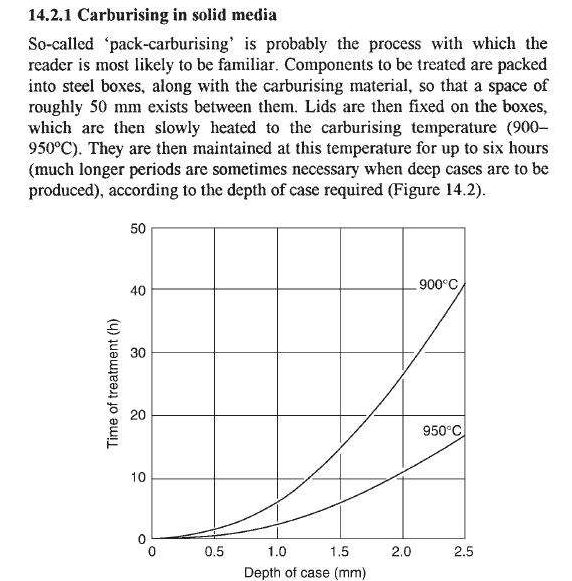 14.2.1 Carburising in solid media
So-called ‘pack-carburising’ is probably the process with which the
reader is most likely to be familiar. Components to be treated are packed
into steel boxes, along with the carburising material, so that a space of
roughly 50 mm exists between them. Lids are then fixed on the boxes,
which are then slowly heated to the carburising temperature (900–
950°C). They are then maintained at this temperature for up to six hours
(much longer periods are sometimes necessary when deep cases are to be
produced), according to the depth of case required (Figure 14.2).
50
40
30
20
10
0
Time of treatment (h)
900°C
950°C
0 0.5 1.0 1.5 2.0 2.5
Depth of case (mm)